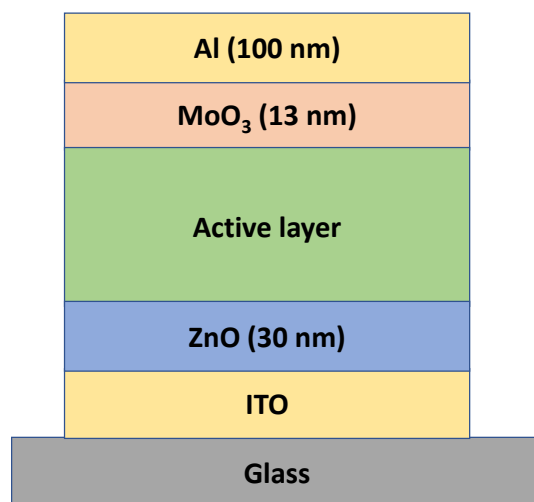 Al (100 nm)
MoO₃ (13 nm)
Active layer
ZnO (30 nm)
ITO
Glass